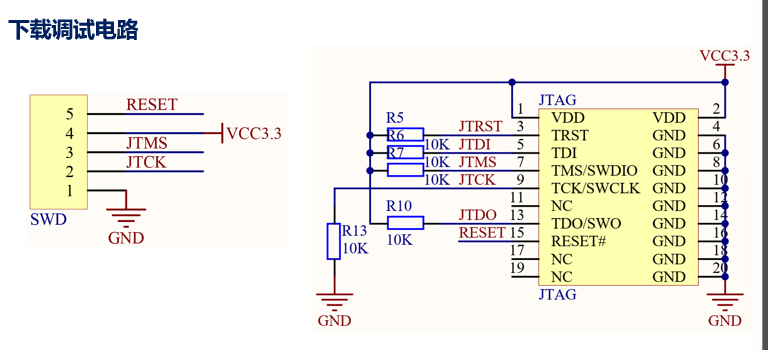 下载调试电路
5 RESET
4 VCC3.3
3 JTMS
2 JTCK
1
SWD
GND
VCC3.3
JTAG
1 VDD VDD 2
R5 10K JTRST 3 TRST GND 4
R6 10K JTDI 5 TDI GND 6
R7 10K JTMS 7 TMS/SWDIO GND 8
JTCK 9 TCK/SWCLK GND 10
11 NC GND 12
R10 10K JTDO 13 TDO/SWO GND 14
RESET 15 RESET# GND 16
17 NC GND 18
19 NC GND 20
R13
10K
JTAG
GND
GND